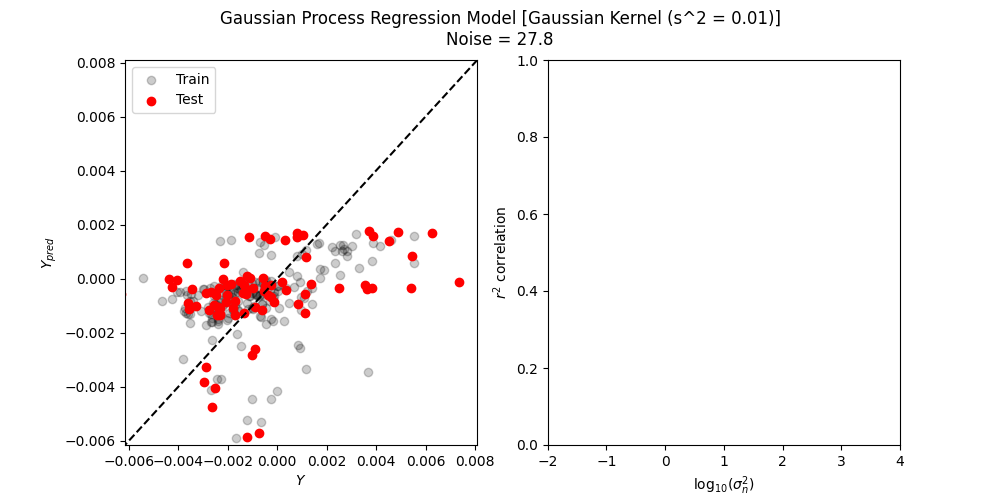 Gaussian Process Regression Model [Gaussian Kernel (s^2 = 0.01)]
Noise = 27.8
Train
Test
0.008
0.006
0.004
0.002
0.000
−0.002
−0.004
−0.006
Y_pred
−0.006 −0.004 −0.002 0.000 0.002 0.004 0.006 0.008
Y
1.0
0.8
0.6
0.4
0.2
0.0
r² correlation
−2 −1 0 1 2 3 4
log₁₀(σₙ²)